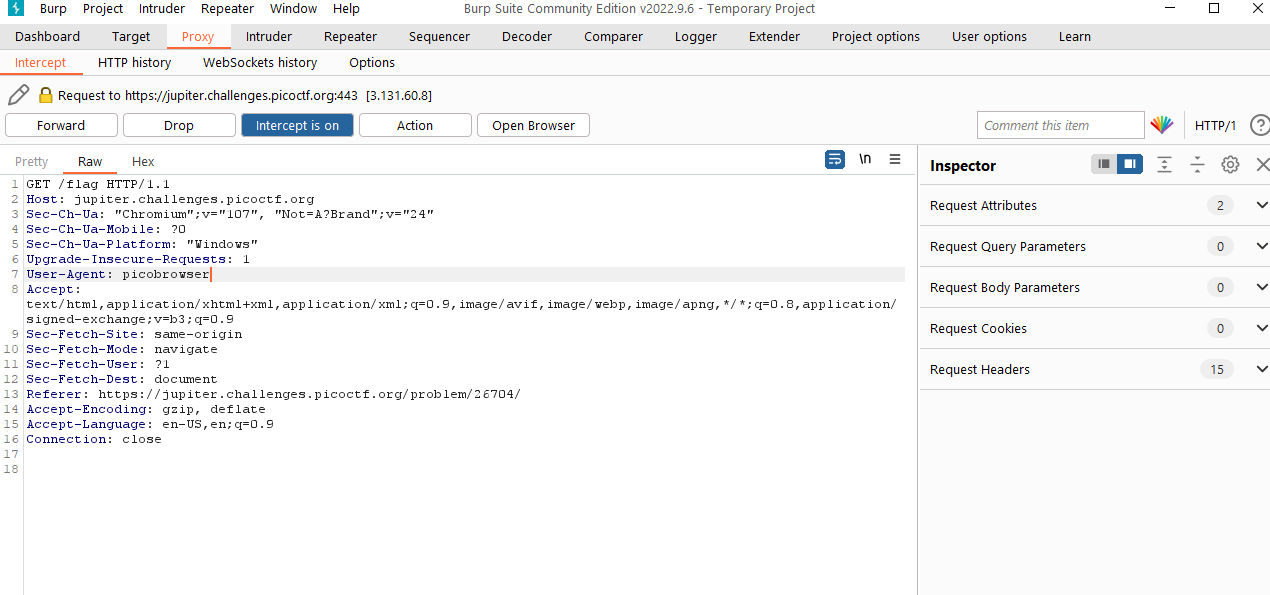 Burp Project Intruder Repeater Window Help Burp Suite Community Edition v2022.9.6 - Temporary Project
Dashboard Target Proxy Intruder Repeater Sequencer Decoder Comparer Logger Extender Project options User options Learn
Intercept HTTP history WebSockets history Options
Request to https://jupiter.challenges.picoctf.org:443 [3.131.60.8]
Forward Drop Intercept is on Action Open Browser Comment this item HTTP/1 ?
Pretty Raw Hex \n
Inspector
1 GET /flag HTTP/1.1
2 Host: jupiter.challenges.picoctf.org
3 Sec-Ch-Ua: "Chromium";v="107", "Not=A?Brand";v="24"
4 Sec-Ch-Ua-Mobile: ?0
5 Sec-Ch-Ua-Platform: "Windows"
6 Upgrade-Insecure-Requests: 1
7 User-Agent: picobrowser
8 Accept:
text/html,application/xhtml+xml,application/xml;q=0.9,image/avif,image/webp,image/apng,*/*;q=0.8,application/
signed-exchange;v=b3;q=0.9
9 Sec-Fetch-Site: same-origin
10 Sec-Fetch-Mode: navigate
11 Sec-Fetch-User: ?1
12 Sec-Fetch-Dest: document
13 Referer: https://jupiter.challenges.picoctf.org/problem/26704/
14 Accept-Encoding: gzip, deflate
15 Accept-Language: en-US,en;q=0.9
16 Connection: close
17
18
Request Attributes 2
Request Query Parameters 0
Request Body Parameters 0
Request Cookies 0
Request Headers 15